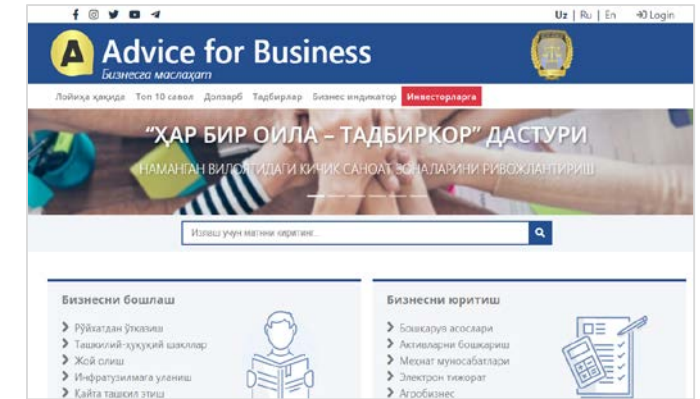 Uz | Ru | En Login
A Advice for Business
Бизнесга маслаҳат
Лойиҳа ҳақида Топ 10 савол Долзарб Тадбирлар Бизнес индикатор Инвесторларга
“ҲАР БИР ОИЛА – ТАДБИРКОР” ДАСТУРИ
НАМАНГАН ВИЛОЯТИДАГИ КИЧИК САНОАТ ЗОНАЛАРИНИ РИВОЖЛАНТИРИШ
Излаш учун матнни киритинг...
Бизнесни бошлаш
Рўйхатдан ўтказиш
Ташкилий-ҳуқуқий шакллар
Жой олиш
Инфратузилмага уланиш
Қайта ташкил этиш
Бизнесни юритиш
Бошқарув асослари
Активларни бошқариш
Меҳнат муносабатлари
Электрон тижорат
Агробизнес